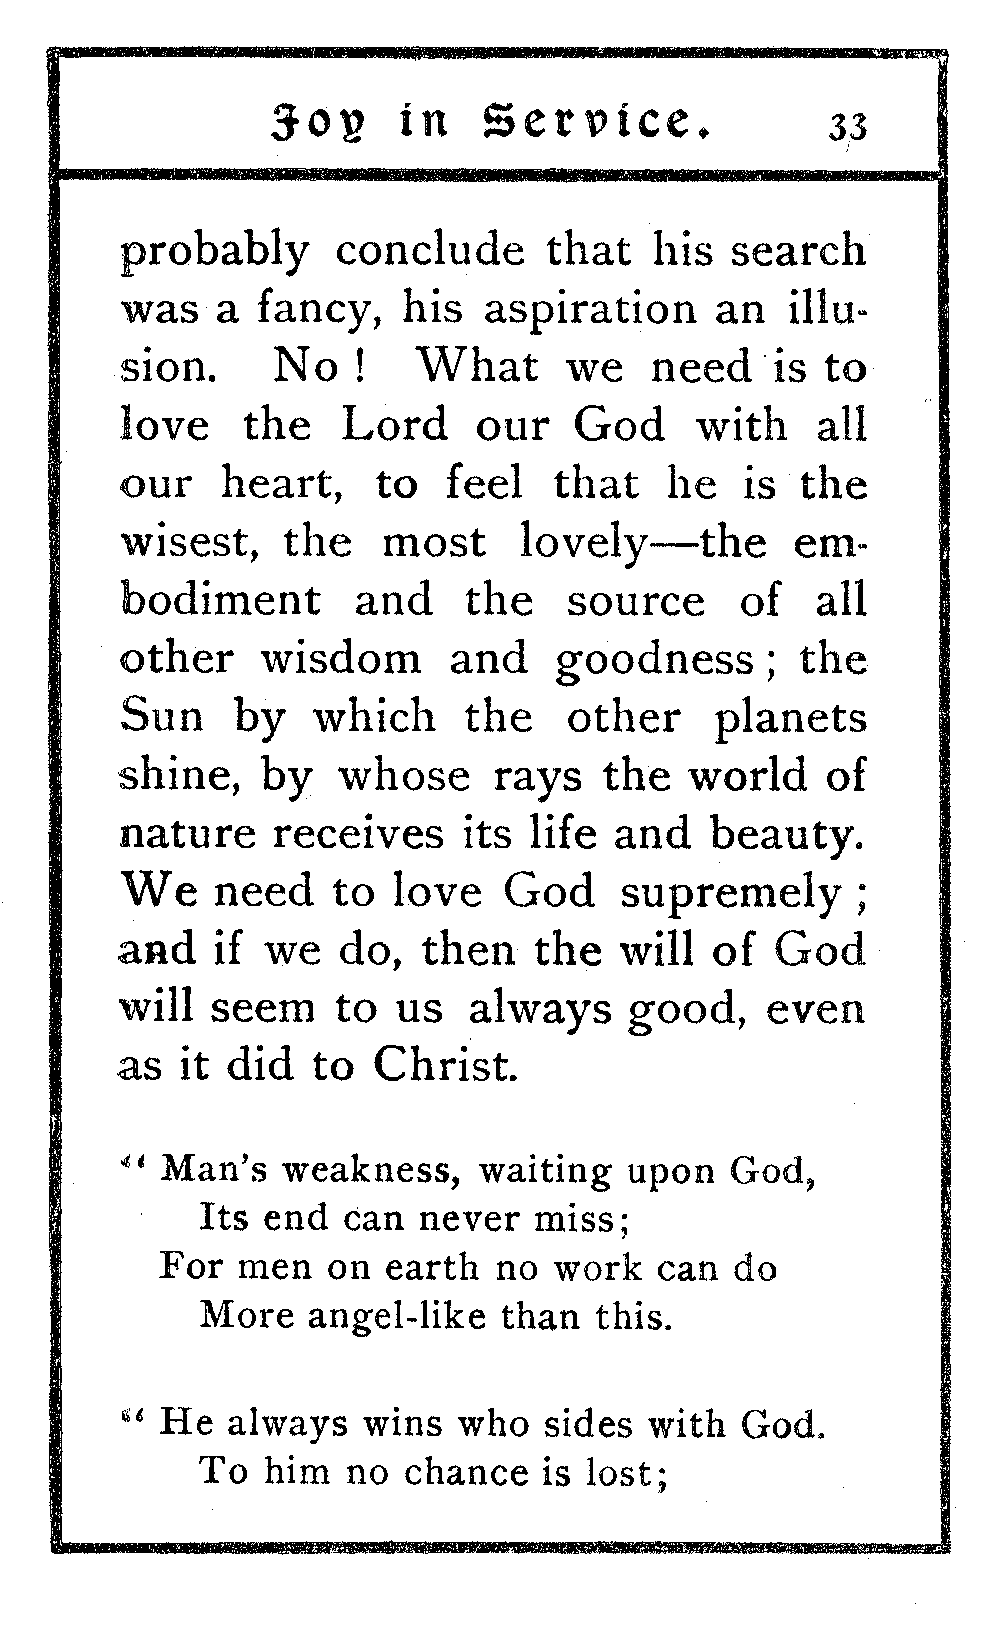 Joy in Service. 33
probably conclude that his search
was a fancy, his aspiration an illu-
sion. No ! What we need is to
love the Lord our God with all
our heart, to feel that he is the
wisest, the most lovely—the em-
bodiment and the source of all
other wisdom and goodness ; the
Sun by which the other planets
shine, by whose rays the world of
nature receives its life and beauty.
We need to love God supremely ;
and if we do, then the will of God
will seem to us always good, even
as it did to Christ.
“ Man’s weakness, waiting upon God,
Its end can never miss;
For men on earth no work can do
More angel-like than this.
“ He always wins who sides with God.
To him no chance is lost;